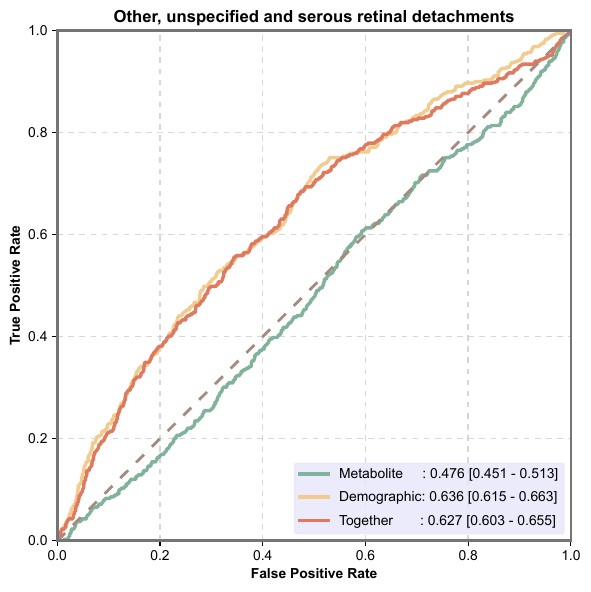 Other, unspecified and serous retinal detachments
True Positive Rate
1.0
0.8
0.6
0.4
0.2
0.0
Metabolite : 0.476 [0.451 - 0.513]
Demographic: 0.636 [0.615 - 0.663]
Together : 0.627 [0.603 - 0.655]
0.0 0.2 0.4 0.6 0.8 1.0
False Positive Rate